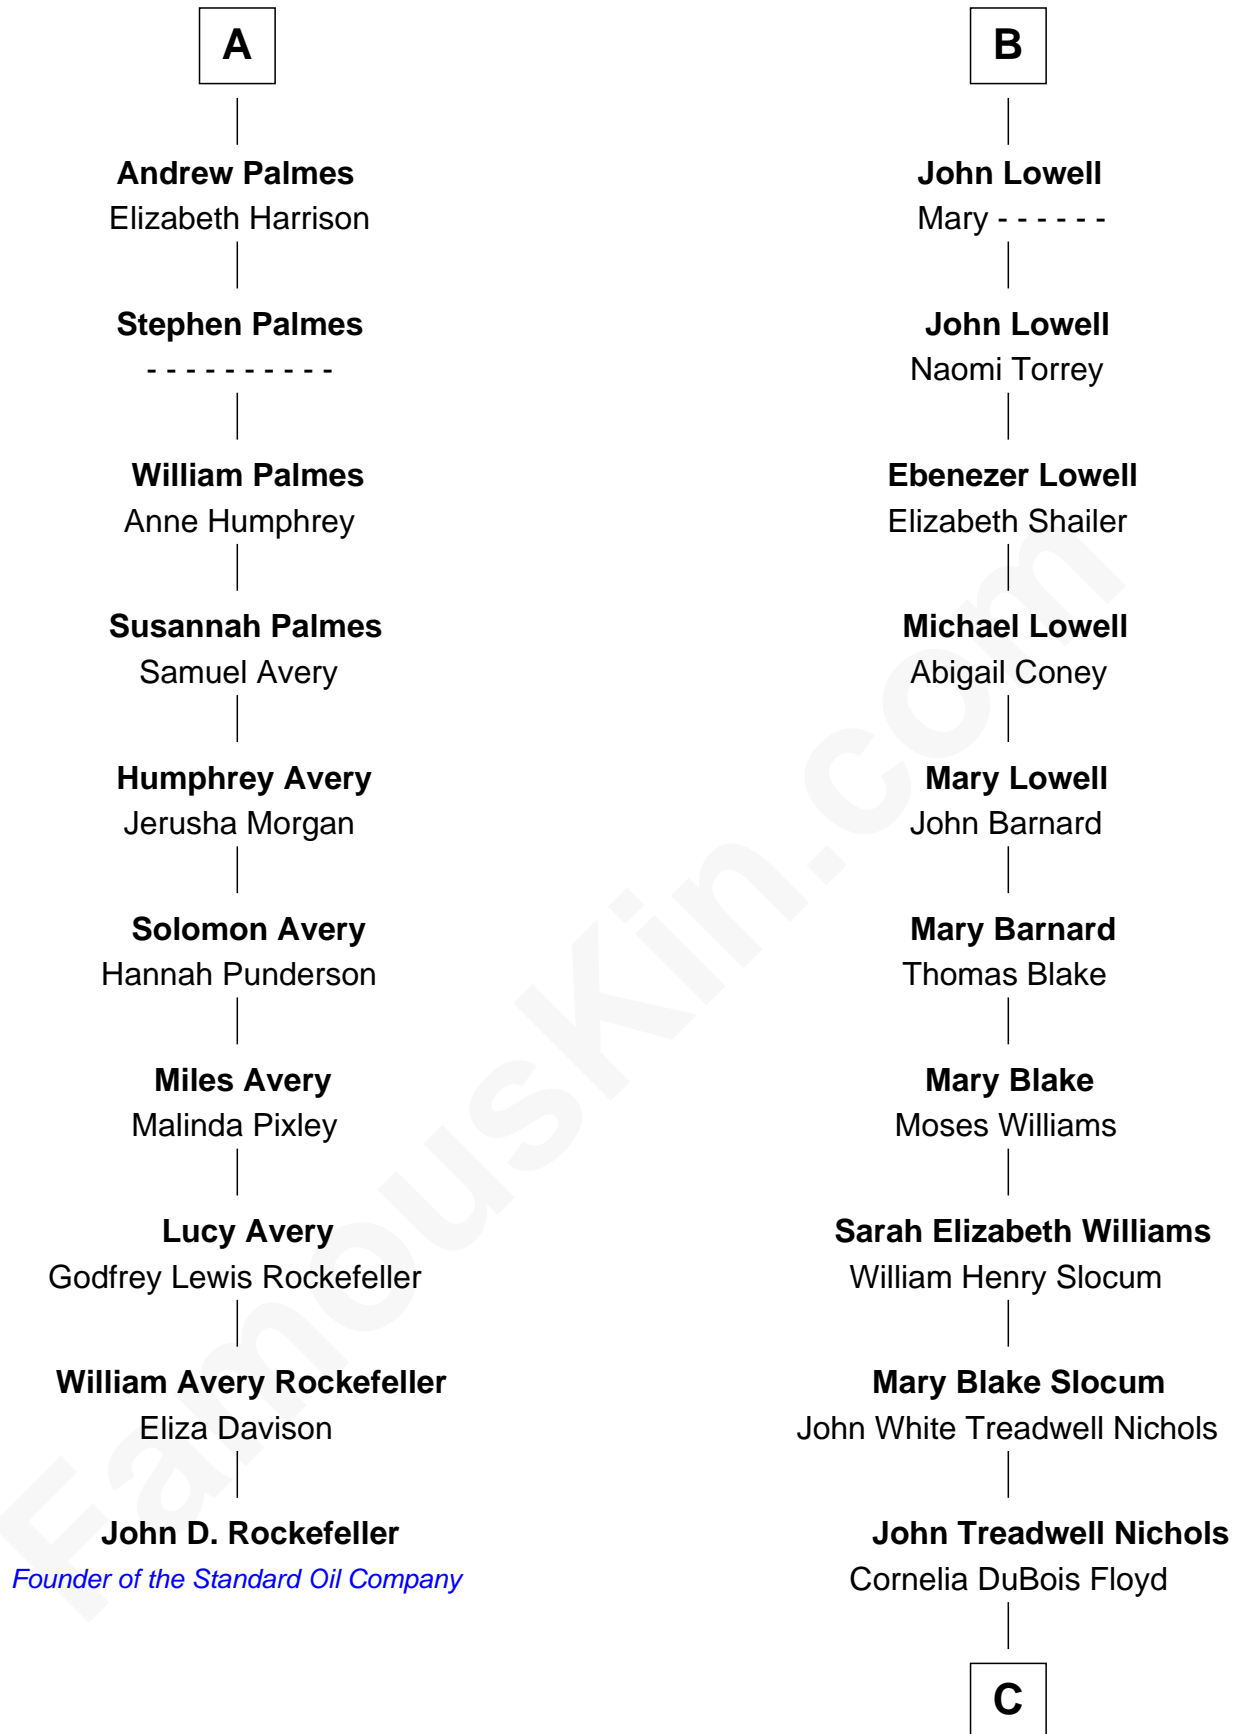 A
Andrew Palmes
Elizabeth Harrison
Stephen Palmes
- - - - - - - - - -
William Palmes
Anne Humphrey
Susannah Palmes
Samuel Avery
Humphrey Avery
Jerusha Morgan
Solomon Avery
Hannah Punderson
Miles Avery
Malinda Pixley
Lucy Avery
Godfrey Lewis Rockefeller
William Avery Rockefeller
Eliza Davison
John D. Rockefeller
Founder of the Standard Oil Company
B
John Lowell
Mary - - - - - -
John Lowell
Naomi Torrey
Ebenezer Lowell
Elizabeth Shailer
Michael Lowell
Abigail Coney
Mary Lowell
John Barnard
Mary Barnard
Thomas Blake
Mary Blake
Moses Williams
Sarah Elizabeth Williams
William Henry Slocum
Mary Blake Slocum
John White Treadwell Nichols
John Treadwell Nichols
Cornelia DuBois Floyd
C
FamousKin.com